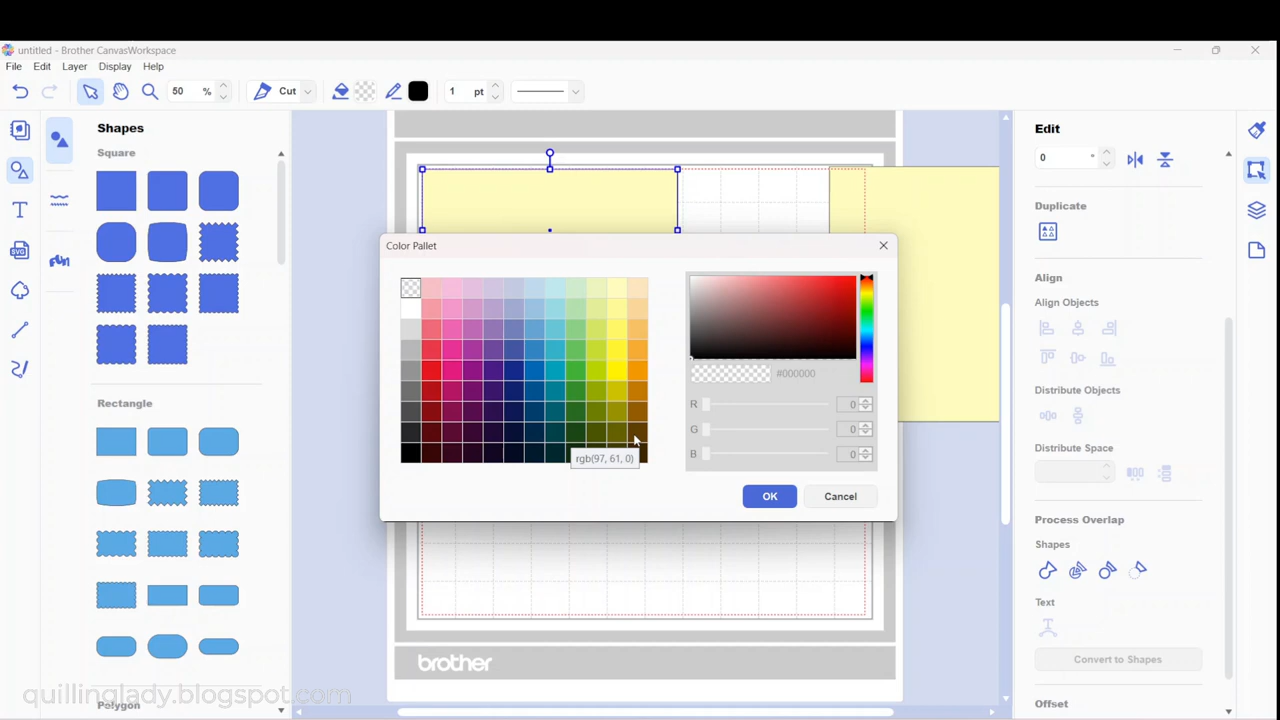 untitled - Brother CanvasWorkspace
File Edit Layer Display Help
50 %
Cut
1 pt
Shapes
Square
Rectangle
Polygon
Color Pallet
#000000
R 0
G 0
B 0
rgb(97, 61, 0)
OK Cancel
brother
Edit
0 °
Duplicate
Align
Align Objects
Distribute Objects
Distribute Space
Process Overlap
Shapes
Text
Convert to Shapes
Offset
SVG
quillinglady.blogspot.com